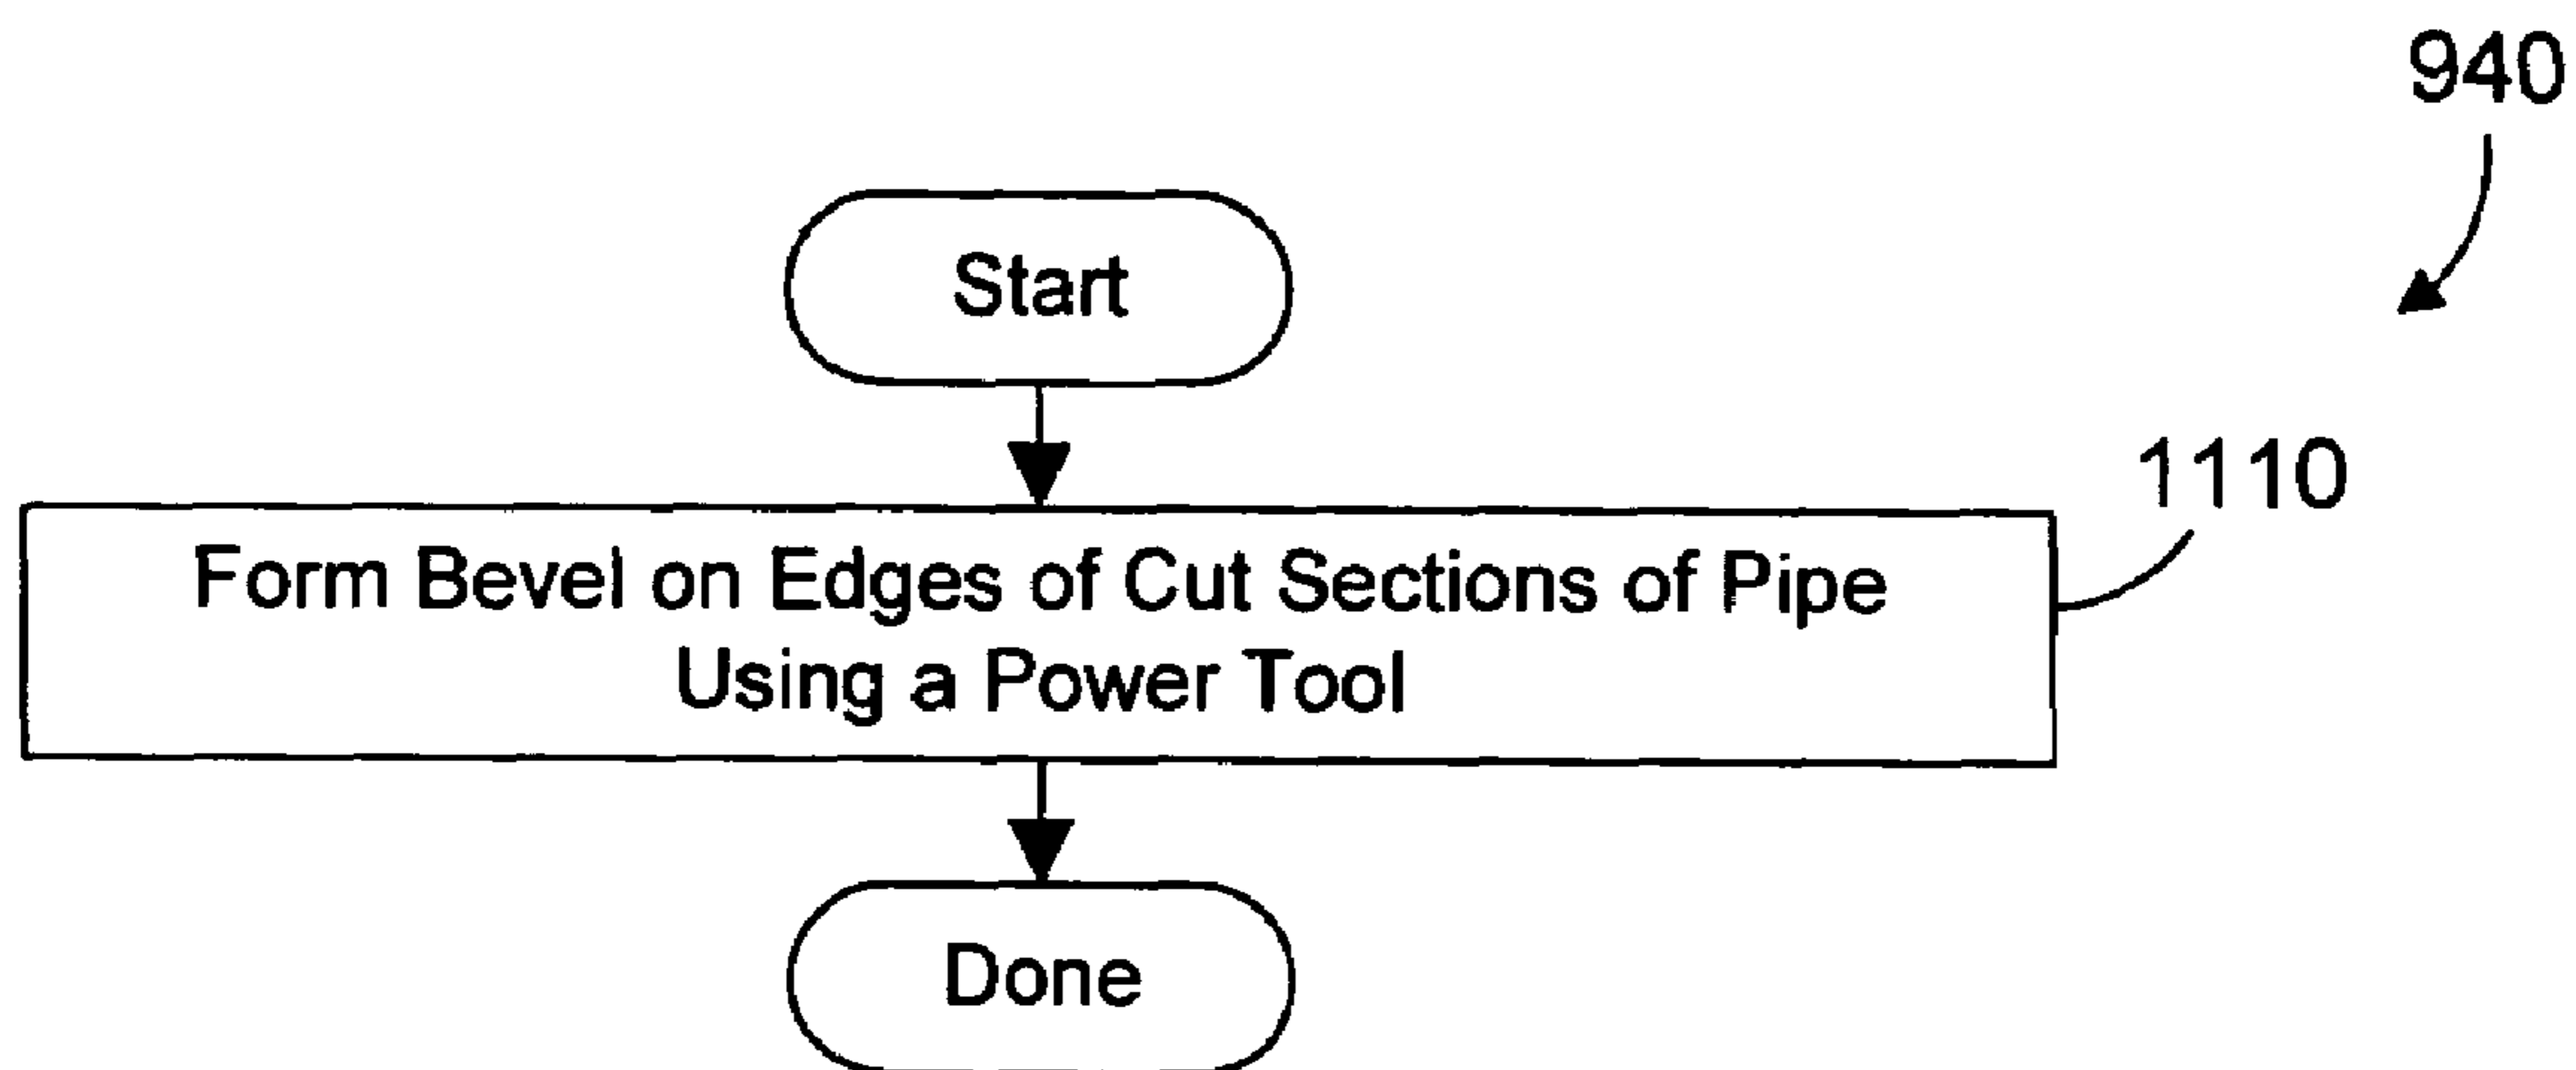 940
Start
1110
Form Bevel on Edges of Cut Sections of Pipe
Using a Power Tool
Done